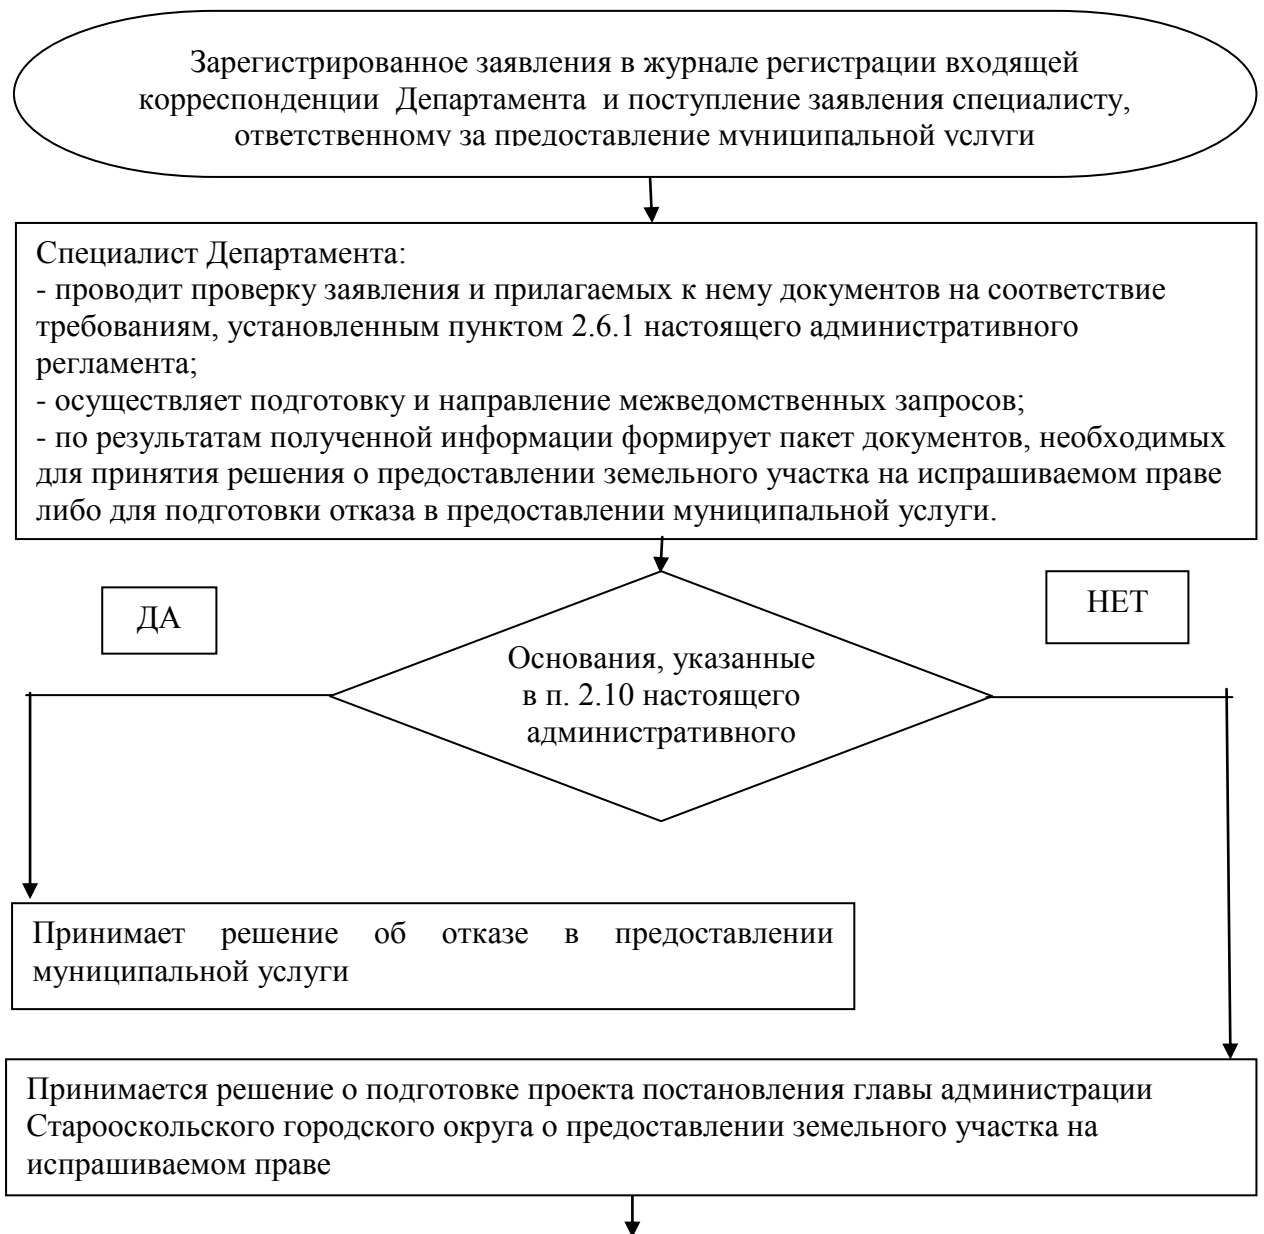 Зарегистрированное заявления в журнале регистрации входящей
корреспонденции Департамента и поступление заявления специалисту,
ответственному за предоставление муниципальной услуги
Специалист Департамента:
- проводит проверку заявления и прилагаемых к нему документов на соответствие
требованиям, установленным пунктом 2.6.1 настоящего административного
регламента;
- осуществляет подготовку и направление межведомственных запросов;
- по результатам полученной информации формирует пакет документов, необходимых
для принятия решения о предоставлении земельного участка на испрашиваемом праве
либо для подготовки отказа в предоставлении муниципальной услуги.
ДА
НЕТ
Основания, указанные
в п. 2.10 настоящего
административного
Принимает решение об отказе в предоставлении
муниципальной услуги
Принимается решение о подготовке проекта постановления главы администрации
Старооскольского городского округа о предоставлении земельного участка на
испрашиваемом праве